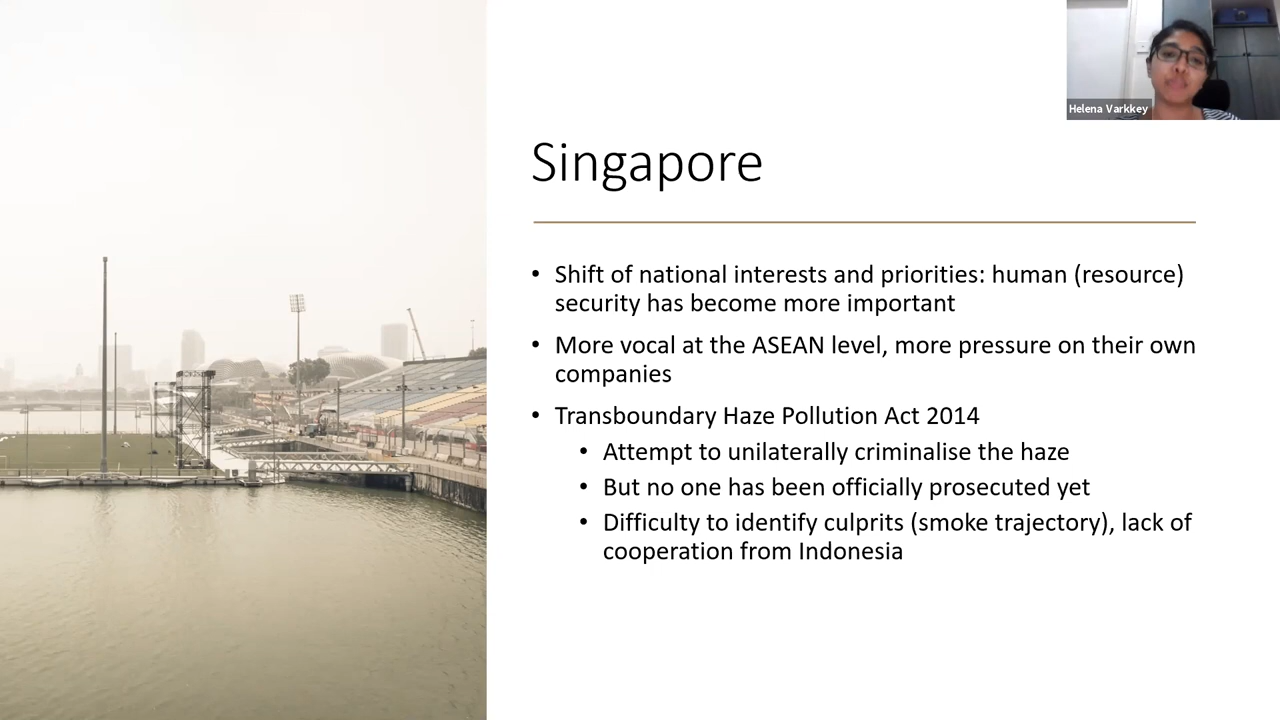 Helena Varkkey
Singapore
• Shift of national interests and priorities: human (resource)
security has become more important
• More vocal at the ASEAN level, more pressure on their own
companies
• Transboundary Haze Pollution Act 2014
• Attempt to unilaterally criminalise the haze
• But no one has been officially prosecuted yet
• Difficulty to identify culprits (smoke trajectory), lack of
cooperation from Indonesia